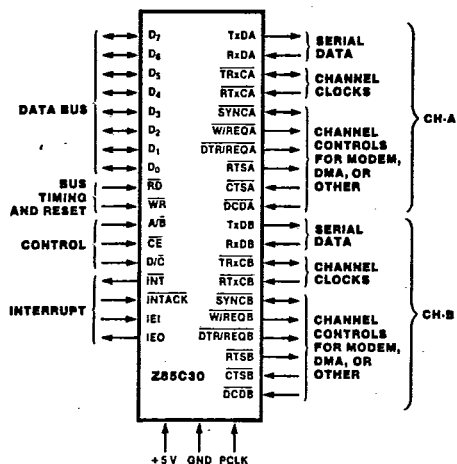 DATA BUS
BUS
TIMING
AND RESET
CONTROL
INTERRUPT
D7
D6
D5
D4
D3
D2
D1
D0
RD
WR
A/B
CE
D/C
INT
INTACK
IEI
IEO
Z85C30
TxDA
RxDA
TRxCA
RTxCA
SYNCA
W/REQA
DTR/REQA
RTSA
CTSA
DCDA
TxDB
RxDB
TRxCB
RTxCB
SYNCB
W/REQB
DTR/REQB
RTSB
CTSB
DCDB
SERIAL
DATA
CHANNEL
CLOCKS
CHANNEL
CONTROLS
FOR MODEM,
DMA, OR
OTHER
CH-A
SERIAL
DATA
CHANNEL
CLOCKS
CHANNEL
CONTROLS
FOR MODEM,
DMA, OR
OTHER
CH-B
+5V GND PCLK